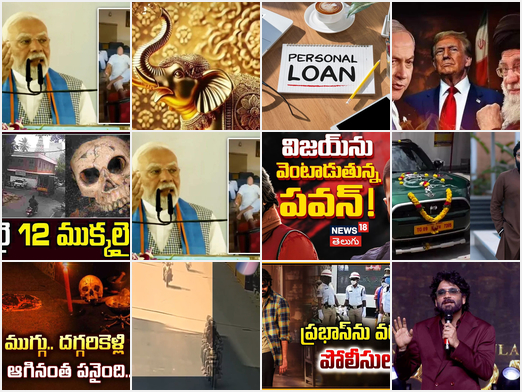 PERSONAL
LOAN
12 ముక్కలై
విజయ్‌ను
వెంటాడుతున్న
పవన్!
NEWS 18
తెలుగు
ముగ్గు.. దగ్గరికెళ్లి
ఆగినంత పనైంది..
ప్రభాస్‌ను